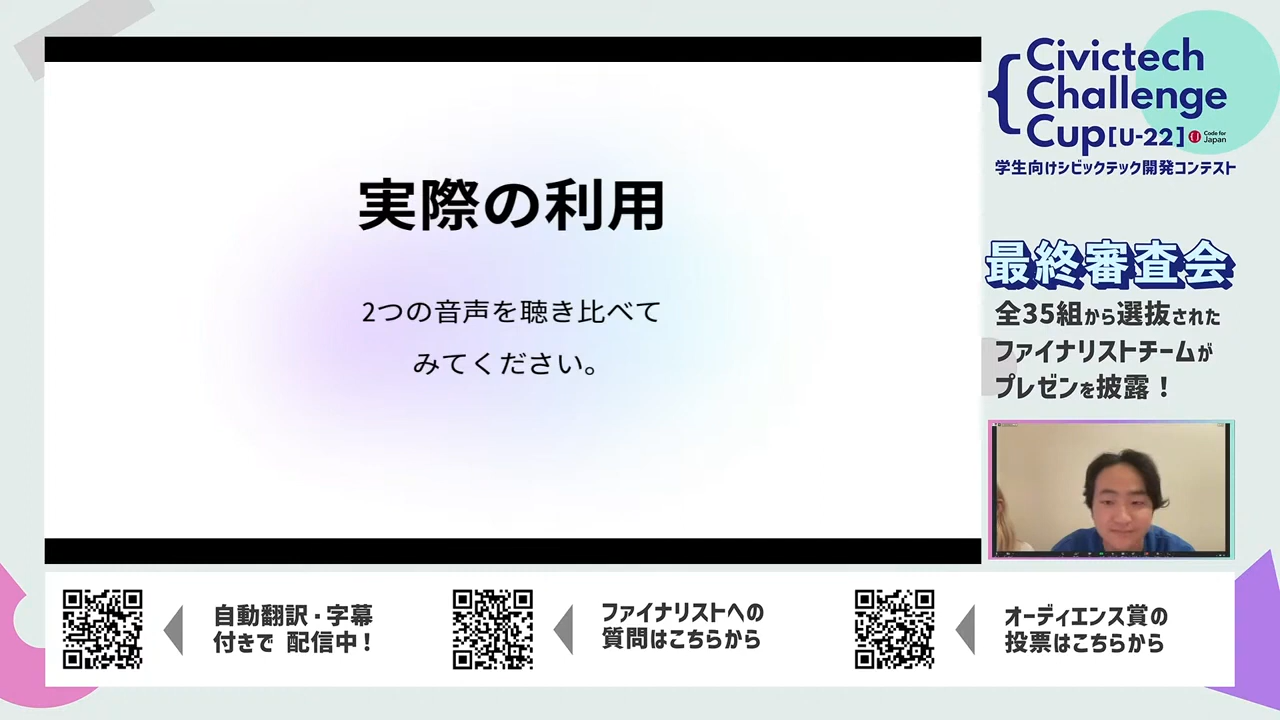 実際の利用
2つの音声を聴き比べて
みてください。
Civictech
Challenge
Cup[U-22]
Code for
Japan
学生向けシビックテック開発コンテスト
最終審査会
全35組から選抜された
ファイナリストチームが
プレゼンを披露！
自動翻訳・字幕
付きで 配信中！
ファイナリストへの
質問はこちらから
オーディエンス賞の
投票はこちらから